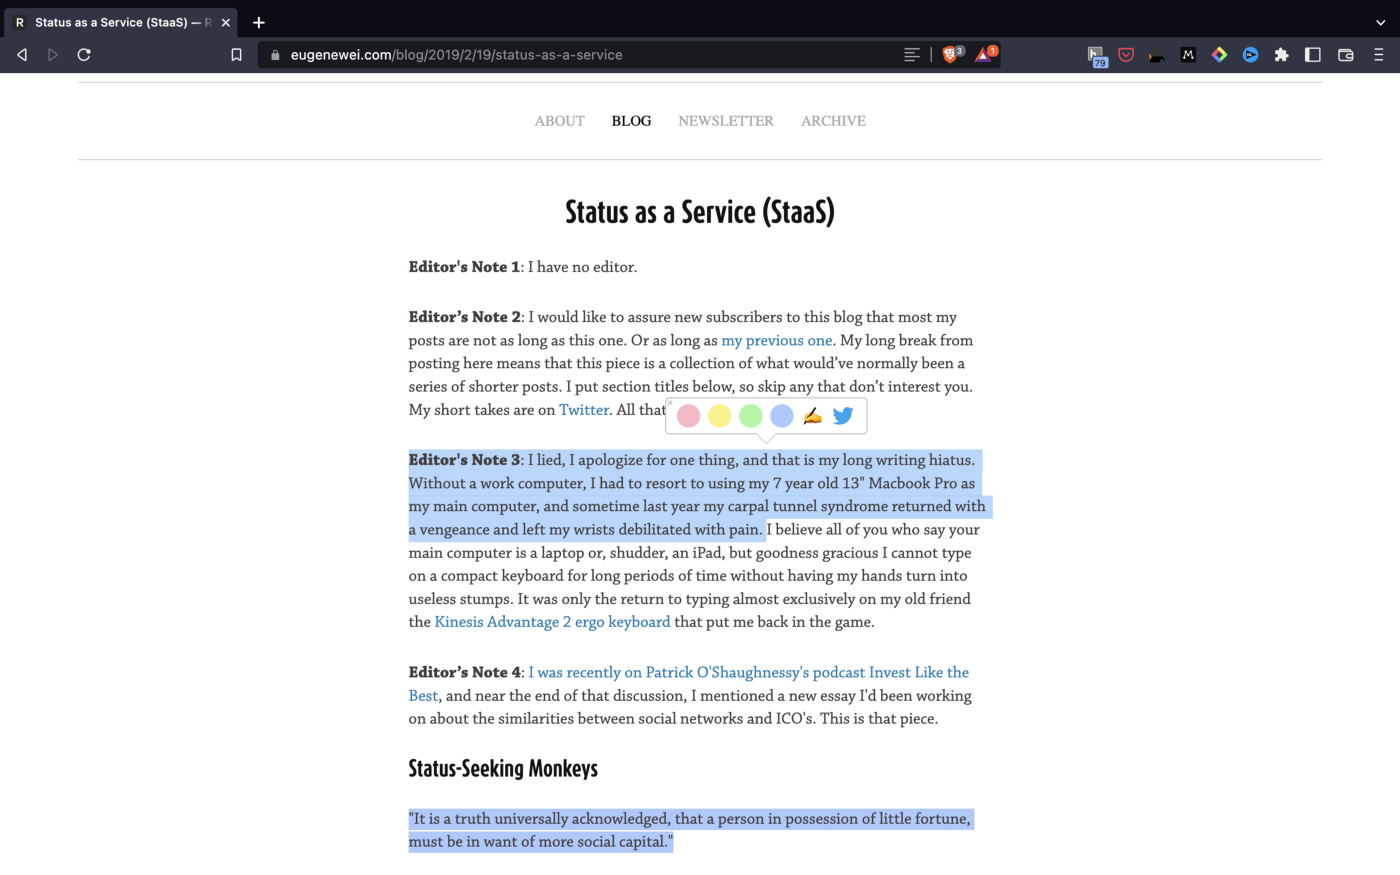 R Status as a Service (StaaS) — R
eugenewei.com/blog/2019/2/19/status-as-a-service
3
1
79
M
ABOUT BLOG NEWSLETTER ARCHIVE
Status as a Service (StaaS)
Editor's Note 1: I have no editor.
Editor’s Note 2: I would like to assure new subscribers to this blog that most my
posts are not as long as this one. Or as long as my previous one. My long break from
posting here means that this piece is a collection of what would’ve normally been a
series of shorter posts. I put section titles below, so skip any that don’t interest you.
My short takes are on Twitter. All that
Editor's Note 3: I lied, I apologize for one thing, and that is my long writing hiatus.
Without a work computer, I had to resort to using my 7 year old 13" Macbook Pro as
my main computer, and sometime last year my carpal tunnel syndrome returned with
a vengeance and left my wrists debilitated with pain. I believe all of you who say your
main computer is a laptop or, shudder, an iPad, but goodness gracious I cannot type
on a compact keyboard for long periods of time without having my hands turn into
useless stumps. It was only the return to typing almost exclusively on my old friend
the Kinesis Advantage 2 ergo keyboard that put me back in the game.
Editor’s Note 4: I was recently on Patrick O'Shaughnessy's podcast Invest Like the
Best, and near the end of that discussion, I mentioned a new essay I'd been working
on about the similarities between social networks and ICO's. This is that piece.
Status-Seeking Monkeys
"It is a truth universally acknowledged, that a person in possession of little fortune,
must be in want of more social capital."